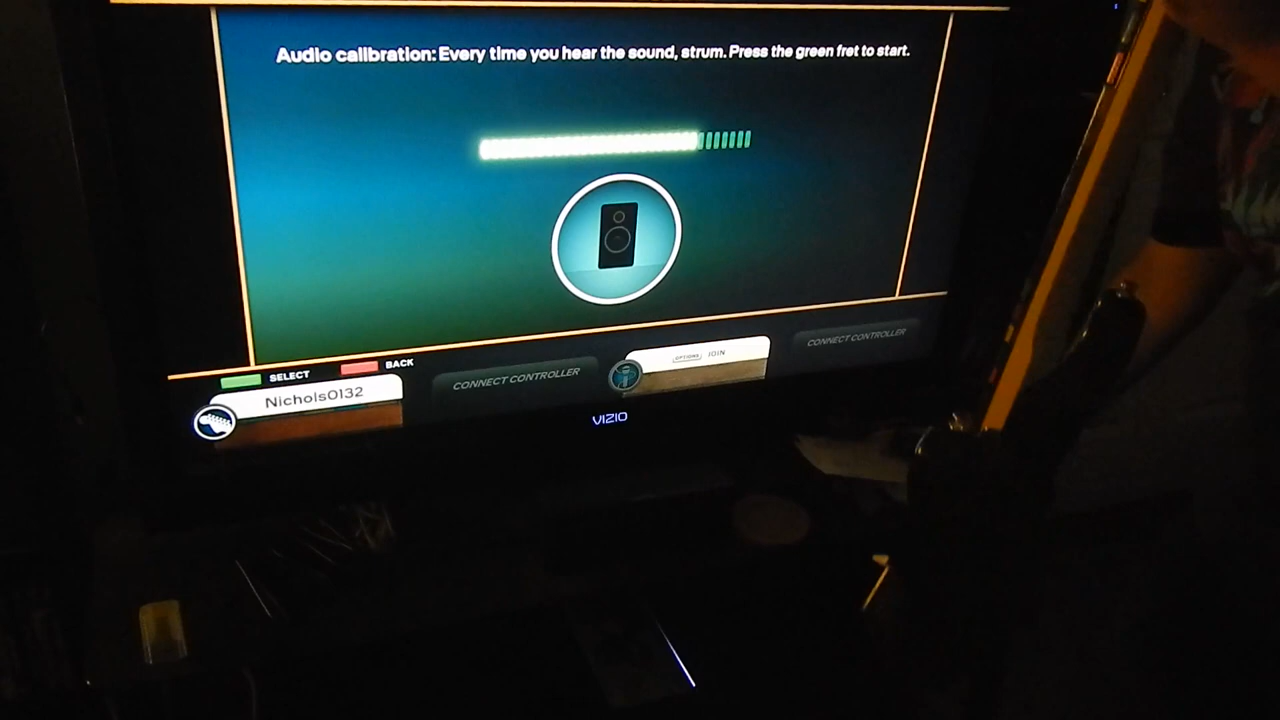 Audio calibration: Every time you hear the sound, strum. Press the green fret to start.
SELECT
BACK
Nichols0132
CONNECT CONTROLLER
OPTIONS JOIN
CONNECT CONTROLLER
VIZIO